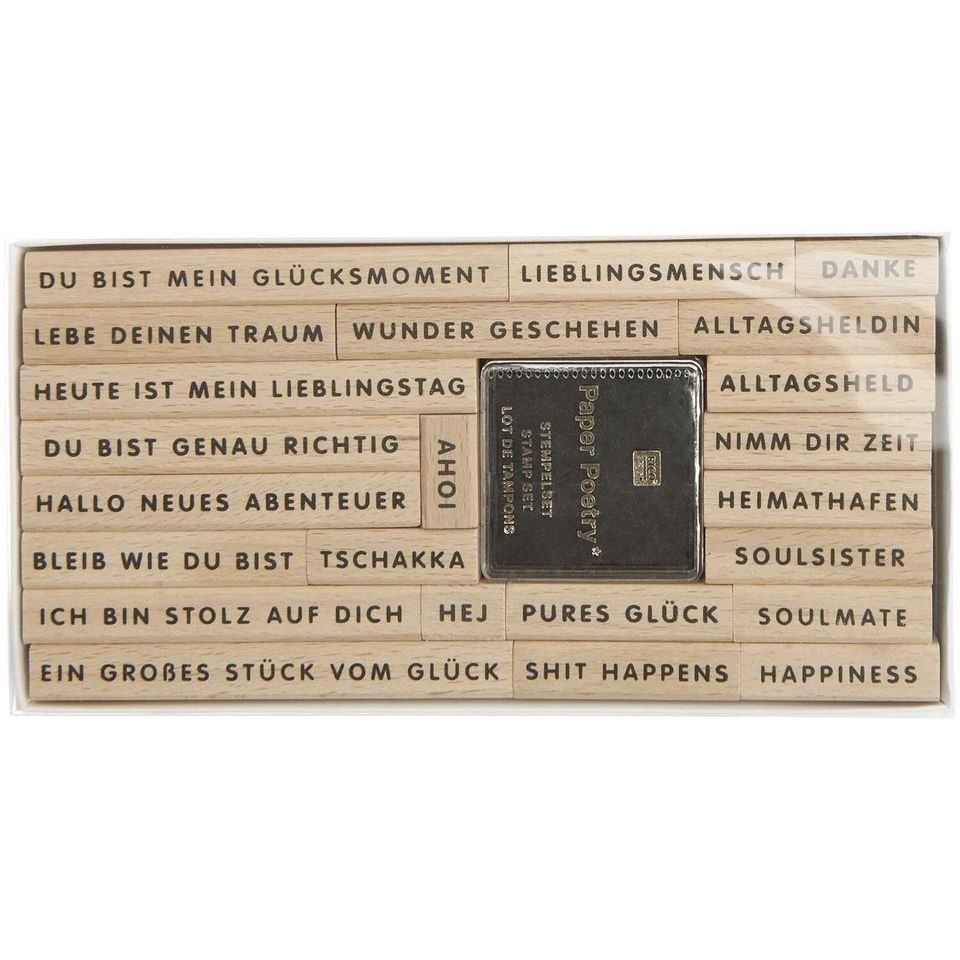 DU BIST MEIN GLÜCKSMOMENT
LIEBLINGSMENSCH
DANKE
LEBE DEINEN TRAUM
WUNDER GESCHEHEN
ALLTAGSHELDIN
HEUTE IST MEIN LIEBLINGSTAG
ALLTAGSHELD
DU BIST GENAU RICHTIG
AHOI
NIMM DIR ZEIT
HALLO NEUES ABENTEUER
HEIMATHAFEN
Paper Poetry*
STEMPELSET
STAMP SET
LOT DE TAMPONS
BLEIB WIE DU BIST
TSCHAKKA
SOULSISTER
ICH BIN STOLZ AUF DICH
HEJ
PURES GLÜCK
SOULMATE
EIN GROßES STÜCK VOM GLÜCK
SHIT HAPPENS
HAPPINESS